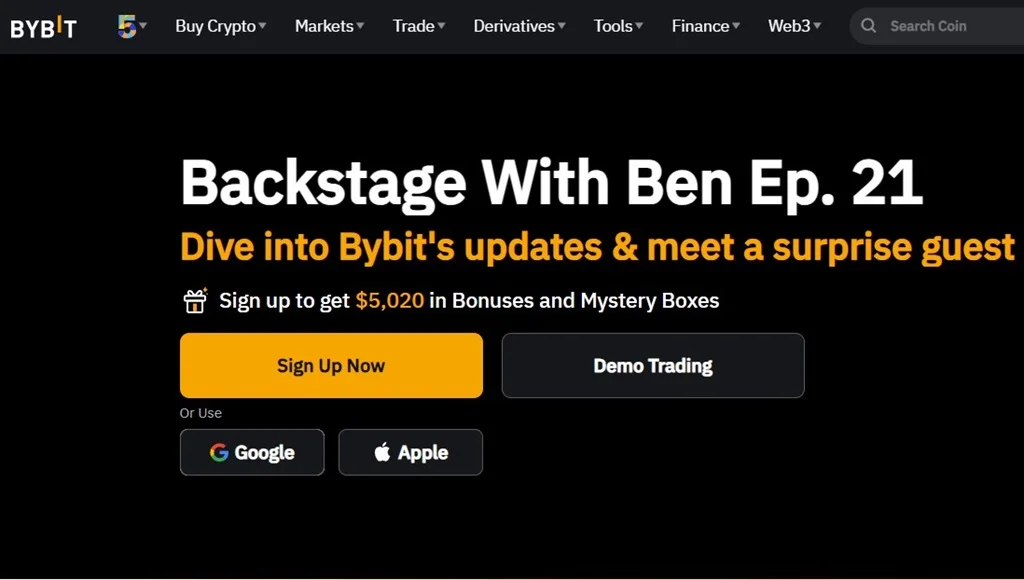 BYBIT 5 Buy Crypto Markets Trade Derivatives Tools Finance Web3 Search Coin
Backstage With Ben Ep. 21
Dive into Bybit's updates & meet a surprise guest
Sign up to get $5,020 in Bonuses and Mystery Boxes
Sign Up Now Demo Trading
Or Use
Google Apple